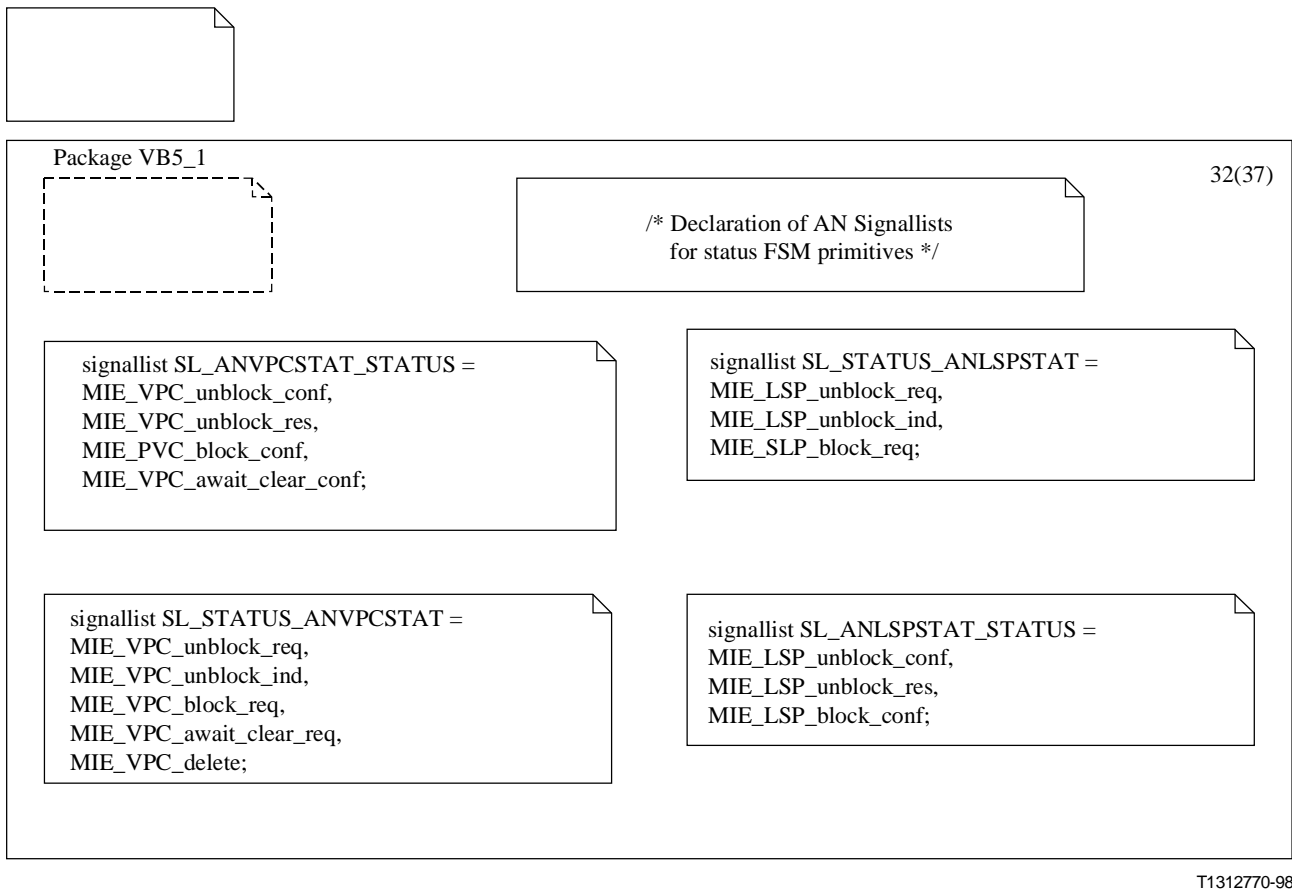 Package VB5_1
32(37)
/* Declaration of AN Signallists
for status FSM primitives */
signallist SL_ANVPCSTAT_STATUS =
MIE_VPC_unblock_conf,
MIE_VPC_unblock_res,
MIE_PVC_block_conf,
MIE_VPC_await_clear_conf;
signallist SL_STATUS_ANLSPSTAT =
MIE_LSP_unblock_req,
MIE_LSP_unblock_ind,
MIE_SLP_block_req;
signallist SL_STATUS_ANVPCSTAT =
MIE_VPC_unblock_req,
MIE_VPC_unblock_ind,
MIE_VPC_block_req,
MIE_VPC_await_clear_req,
MIE_VPC_delete;
signallist SL_ANLSPSTAT_STATUS =
MIE_LSP_unblock_conf,
MIE_LSP_unblock_res,
MIE_LSP_block_conf;
T1312770-98